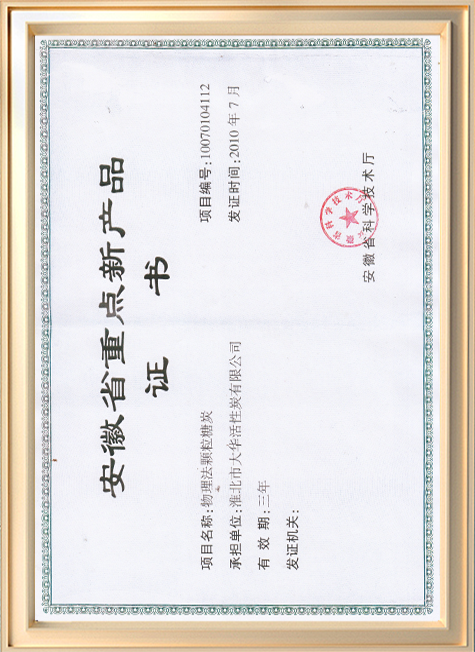 安徽省重点新产品
证书
项目名称:物理法颗粒糖炭
项目编号:10070104112
承担单位:淮北市大华活性炭有限公司
发证时间:2010 年 7 月
有 效 期:三年
发证机关:
安徽省科学技术厅